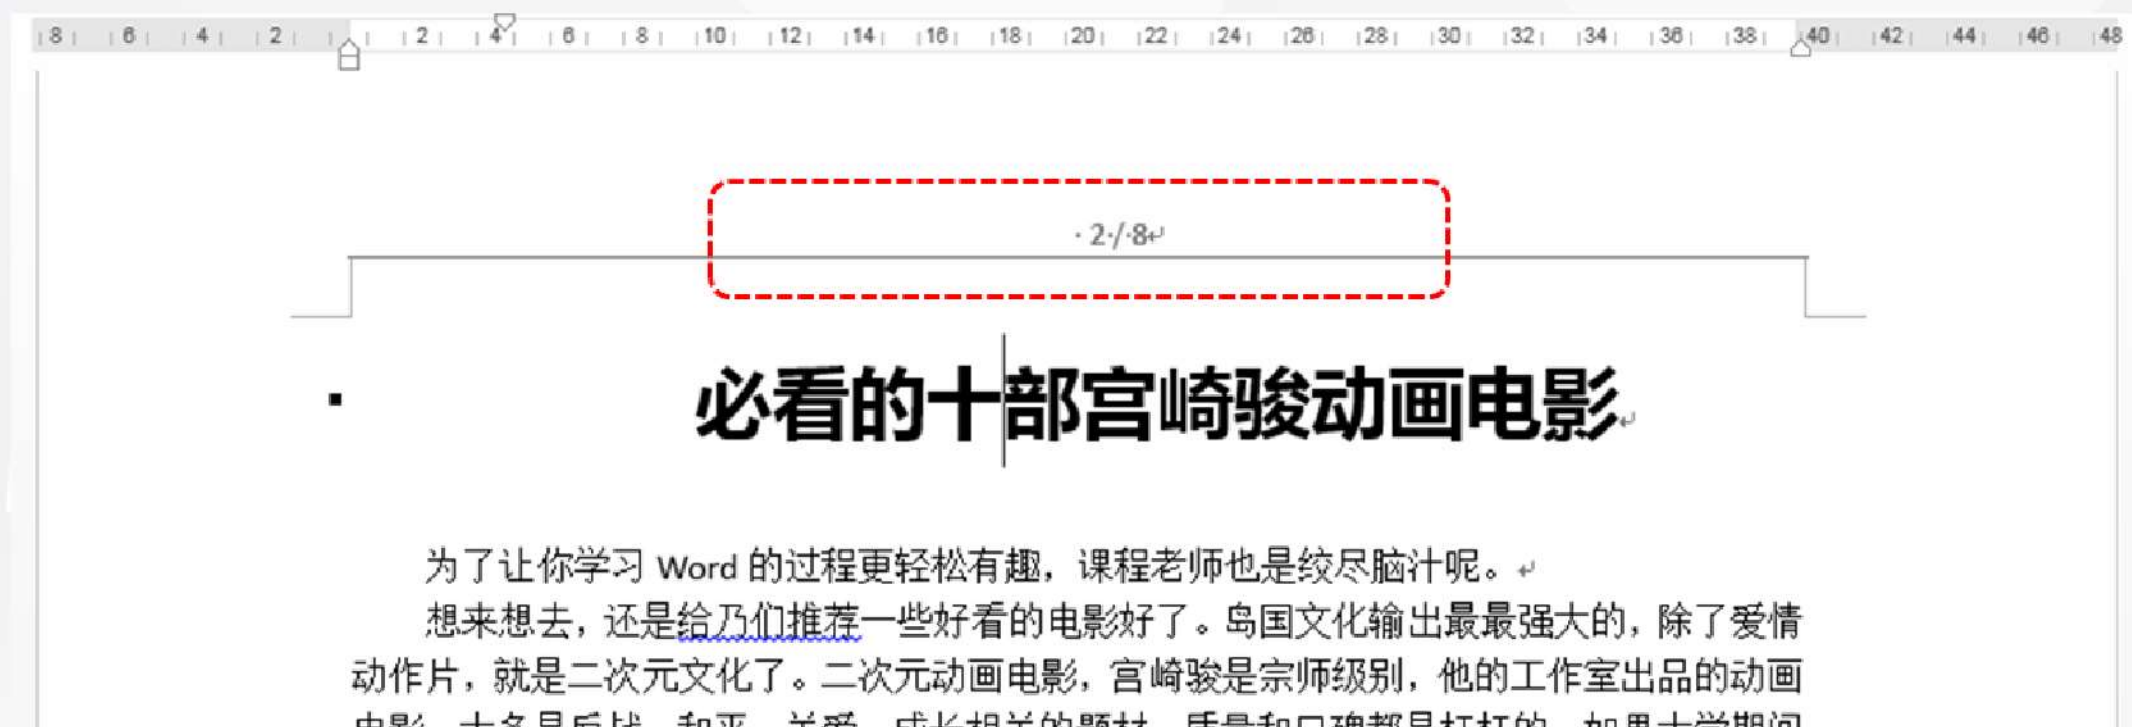 8 6 4 2 2 4 6 8 10 12 14 16 18 20 22 24 26 28 30 32 34 36 38 40 42 44 46 48
· 2·/·8↵
必看的十部宫崎骏动画电影↵
为了让你学习 Word 的过程更轻松有趣，课程老师也是绞尽脑汁呢。↵
想来想去，还是给乃们推荐一些好看的电影好了。岛国文化输出最最强大的，除了爱情
动作片，就是二次元文化了。二次元动画电影，宫崎骏是宗师级别，他的工作室出品的动画